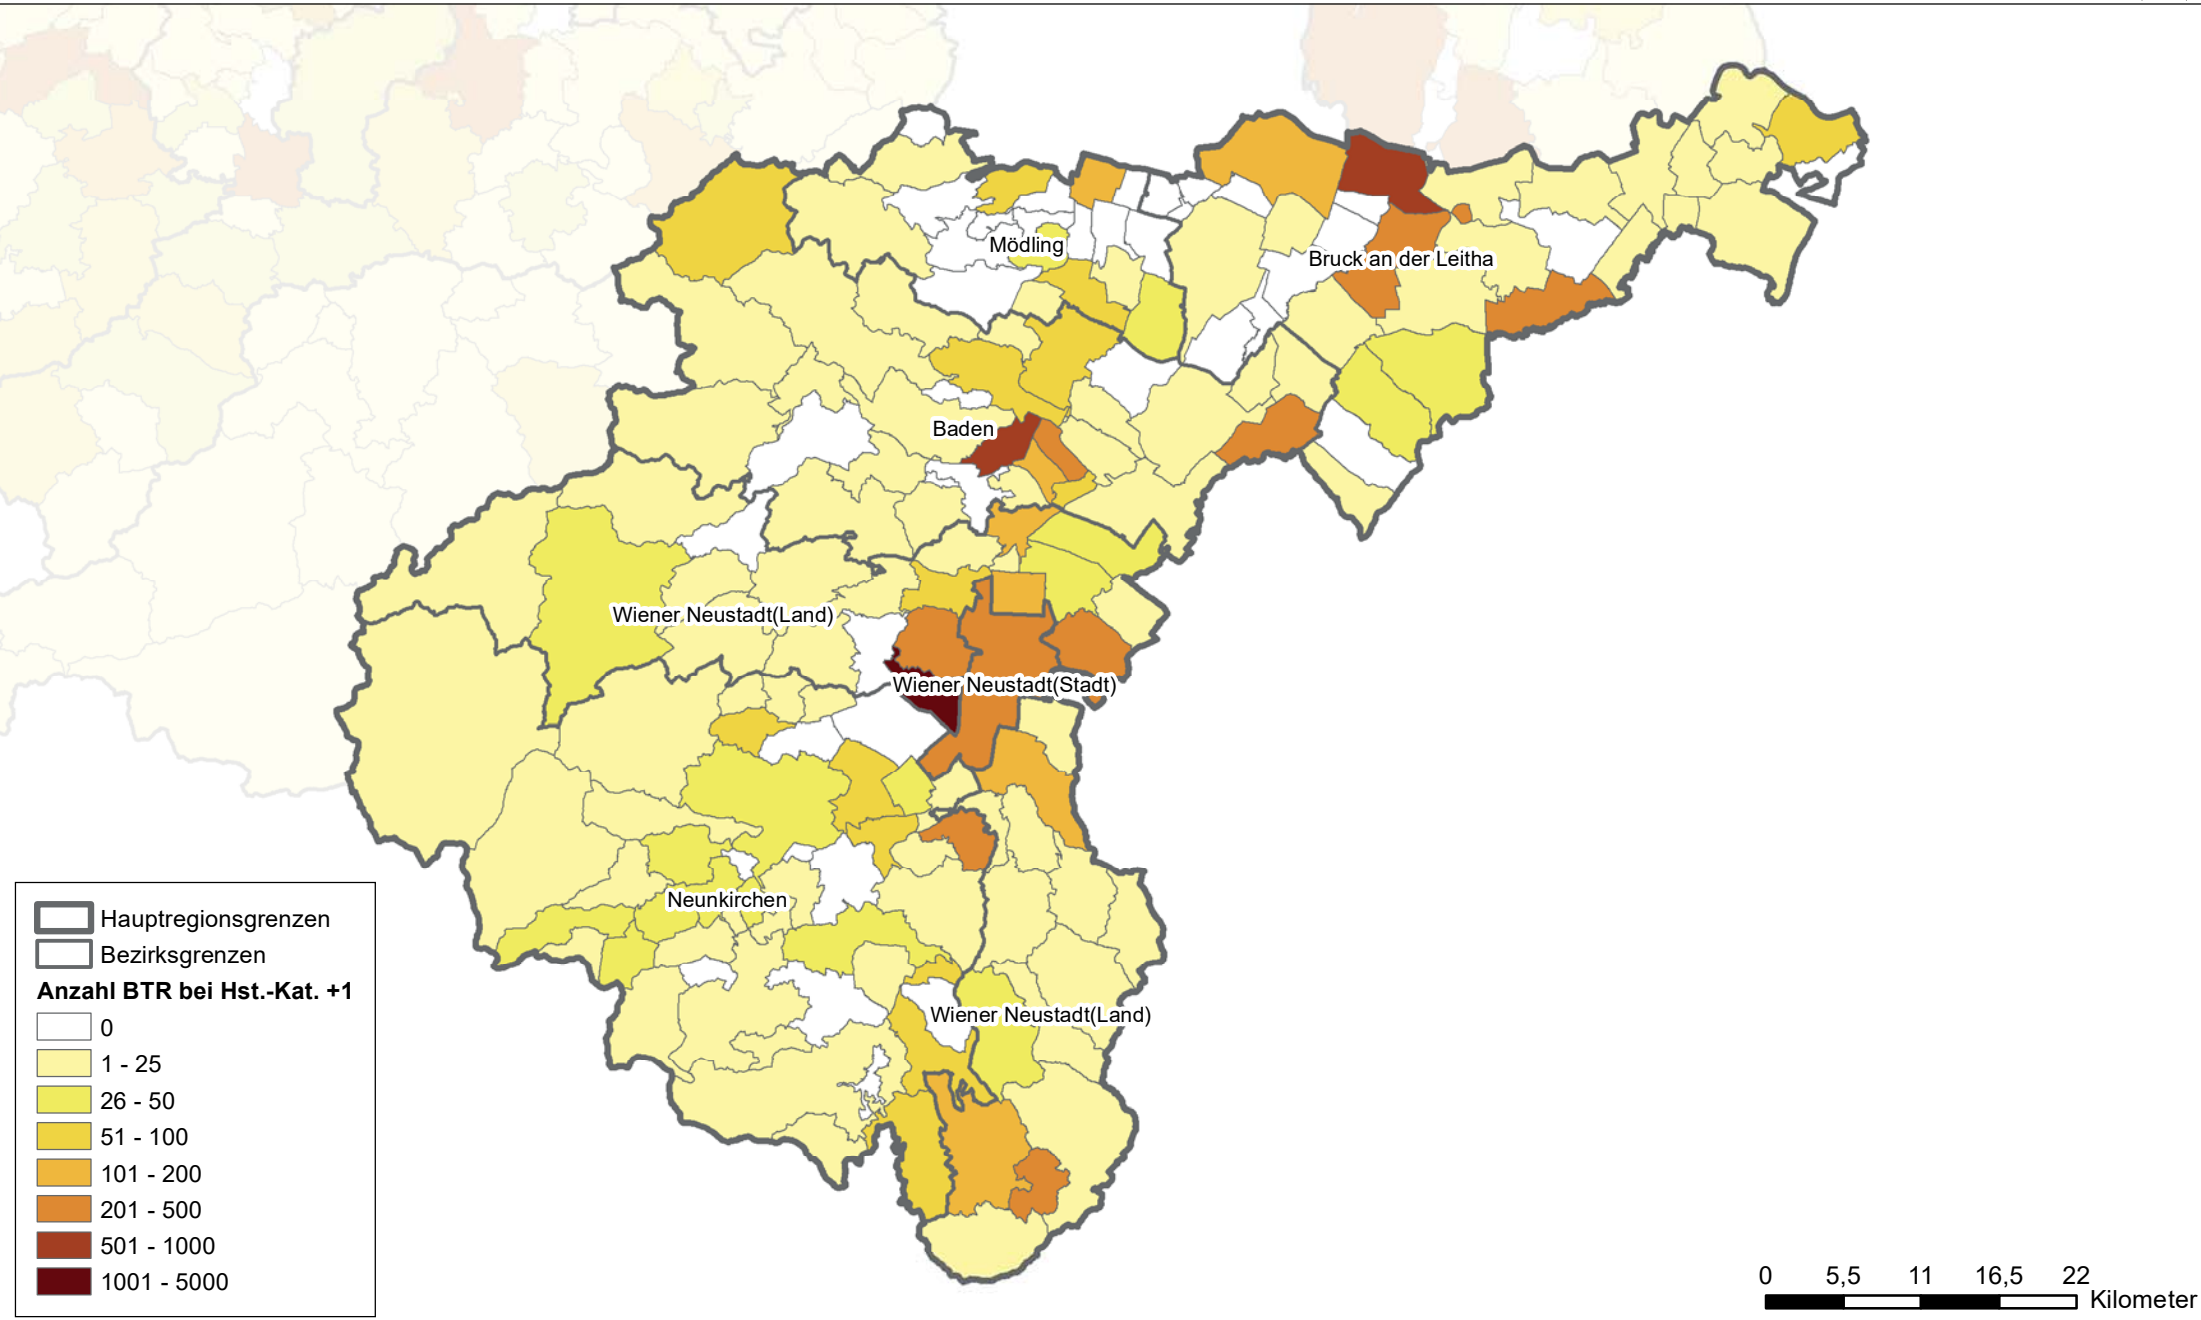 Mödling
Bruck an der Leitha
Baden
Wiener Neustadt(Land)
Wiener Neustadt(Stadt)
Neunkirchen
Wiener Neustadt(Land)
Hauptregionsgrenzen
Bezirksgrenzen
Anzahl BTR bei Hst.-Kat. +1
0
1 - 25
26 - 50
51 - 100
101 - 200
201 - 500
501 - 1000
1001 - 5000
0 5,5 11 16,5 22
Kilometer